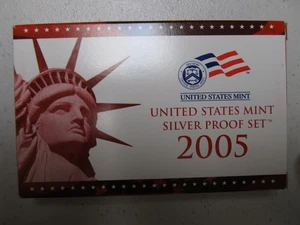 UNITED STATES MINT
UNITED STATES MINT
SILVER PROOF SET™
2005